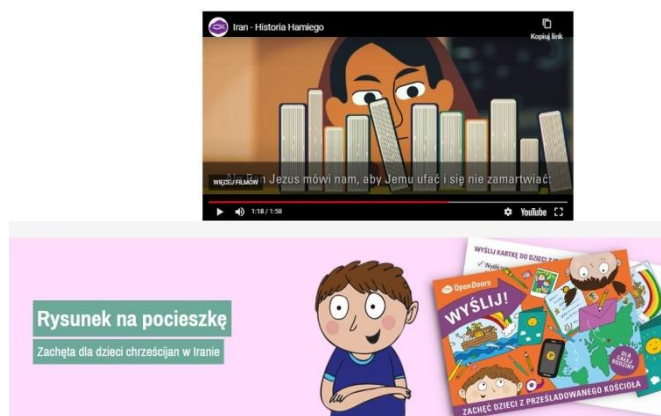 Iran - Historia Hamiego
Kopiuj link
WIĘCEJ FILMÓW
Ale Pan Jezus mówi nam, aby Jemu ufać i się nie zamartwiać:
1:18 / 1:58
YouTube
Rysunek na pocieszkę
Zachęta dla dzieci chrześcijan w Iranie
WYŚLIJ KARTKĘ DO DZIECI Z
OpenDoors
WYŚLIJ!
DLA
CAŁEJ
RODZINY
ZACHĘĆ DZIECI Z PRZEŚLADOWANEGO KOŚCIOŁA